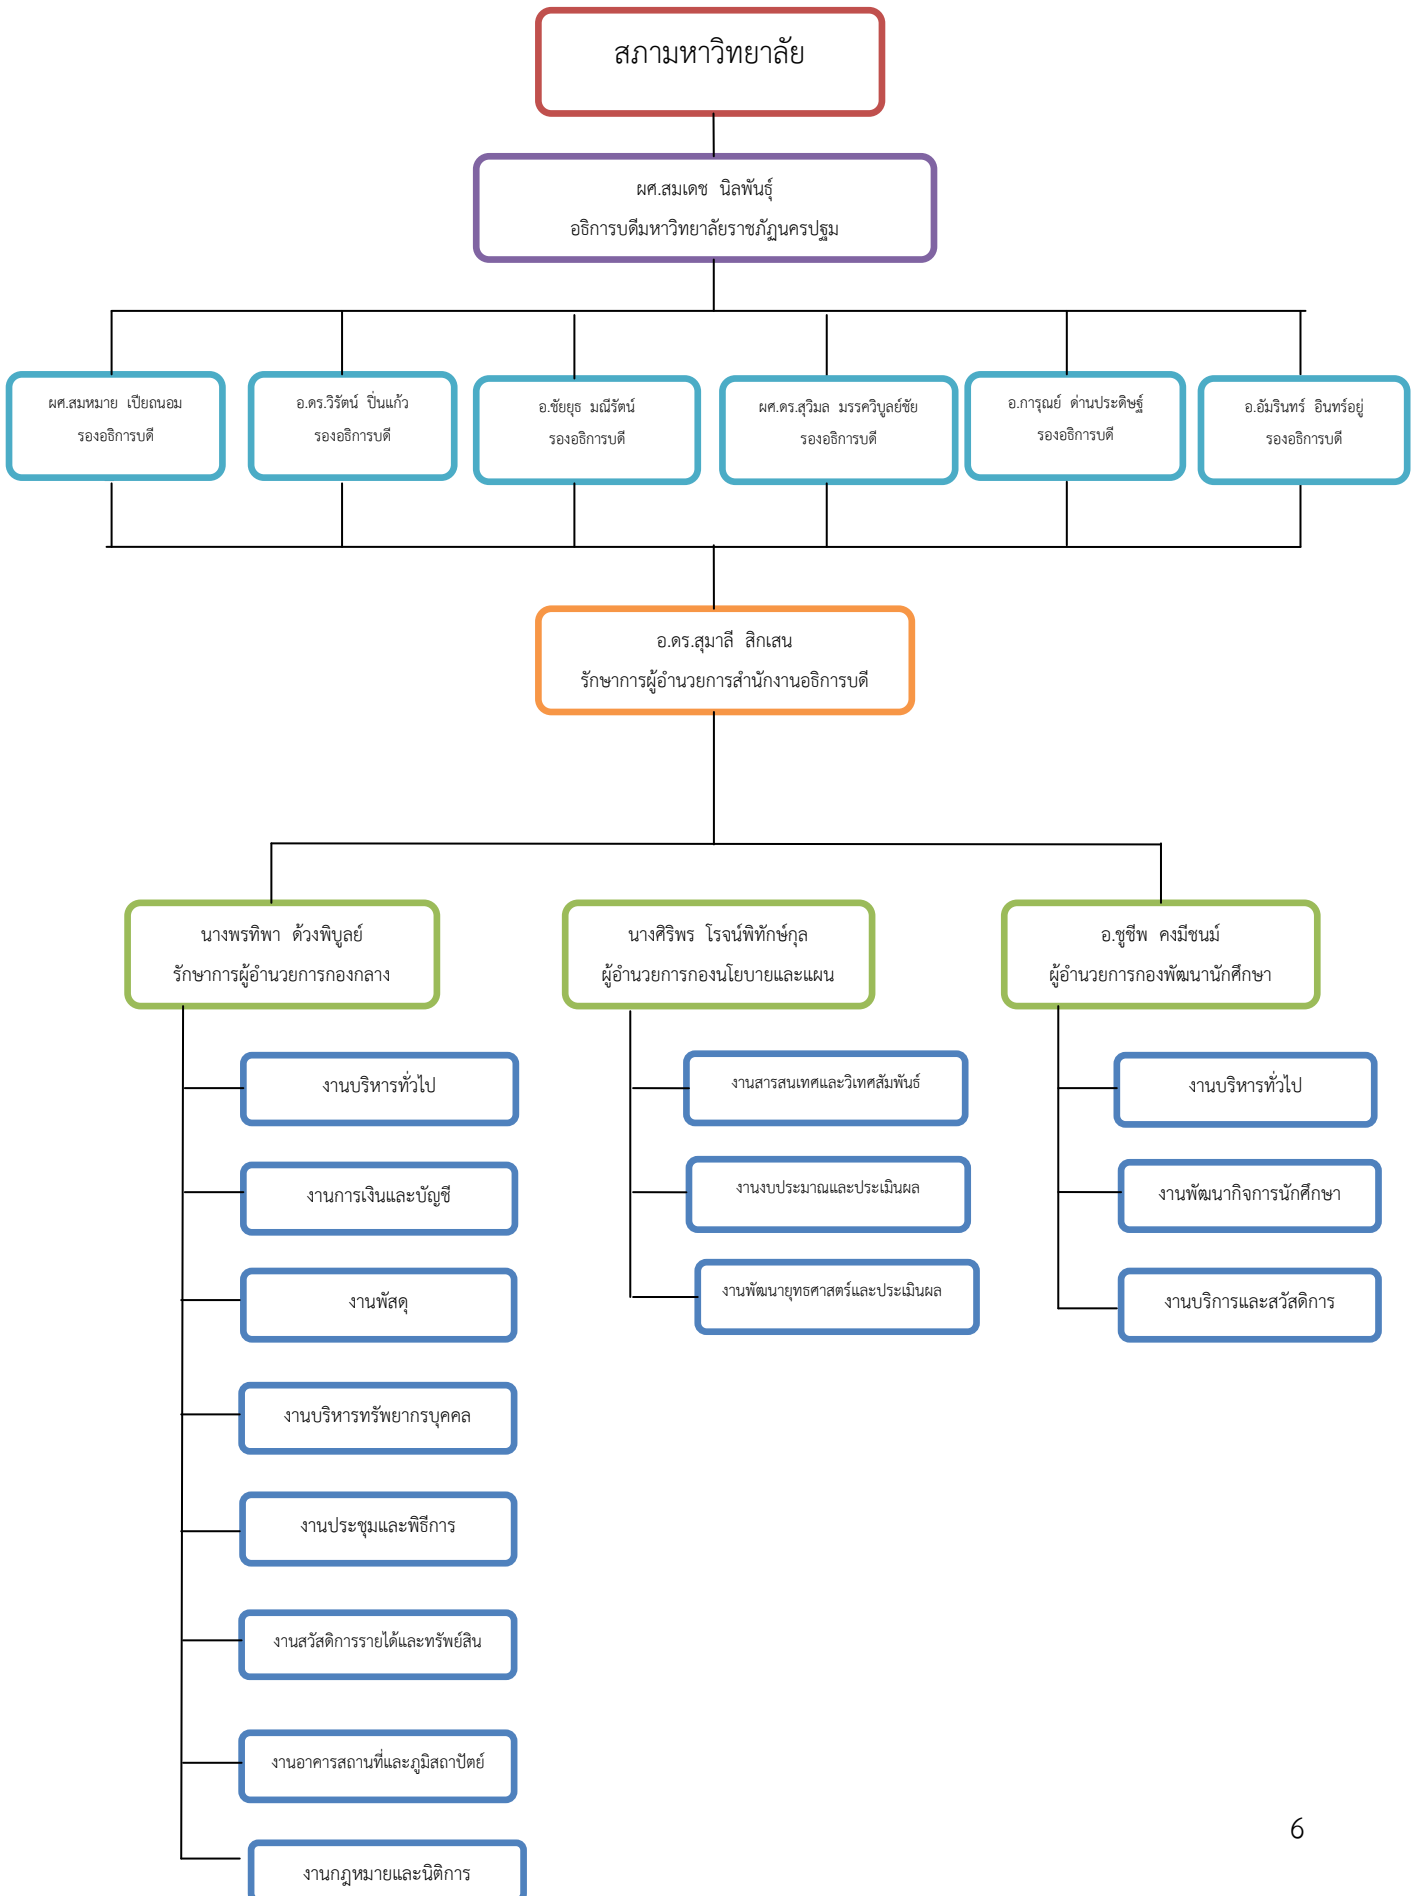 สภามหาวิทยาลัย
ผศ.สมเดช นิลพันธุ์
อธิการบดีมหาวิทยาลัยราชภัฏนครปฐม
ผศ.สมหมาย เปียถนอม
รองอธิการบดี
อ.ดร.วิรัตน์ ปิ่นแก้ว
รองอธิการบดี
อ.ชัยยุธ มณีรัตน์
รองอธิการบดี
ผศ.ดร.สุวิมล มรรควิบูลย์ชัย
รองอธิการบดี
อ.การุณย์ ด่านประดิษฐ์
รองอธิการบดี
อ.อัมรินทร์ อินทร์อยู่
รองอธิการบดี
อ.ดร.สุมาลี สิกเสน
รักษาการผู้อำนวยการสำนักงานอธิการบดี
นางพรทิพา ด้วงพิบูลย์
รักษาการผู้อำนวยการกองกลาง
งานบริหารทั่วไป
งานการเงินและบัญชี
งานพัสดุ
งานบริหารทรัพยากรบุคคล
งานประชุมและพิธีการ
งานสวัสดิการรายได้และทรัพย์สิน
งานอาคารสถานที่และภูมิสถาปัตย์
งานกฎหมายและนิติการ
นางศิริพร โรจน์พิทักษ์กุล
ผู้อำนวยการกองนโยบายและแผน
งานสารสนเทศและวิเทศสัมพันธ์
งานงบประมาณและประเมินผล
งานพัฒนายุทธศาสตร์และประเมินผล
อ.ชูชีพ คงมีชนม์
ผู้อำนวยการกองพัฒนานักศึกษา
งานบริหารทั่วไป
งานพัฒนากิจการนักศึกษา
งานบริการและสวัสดิการ
6